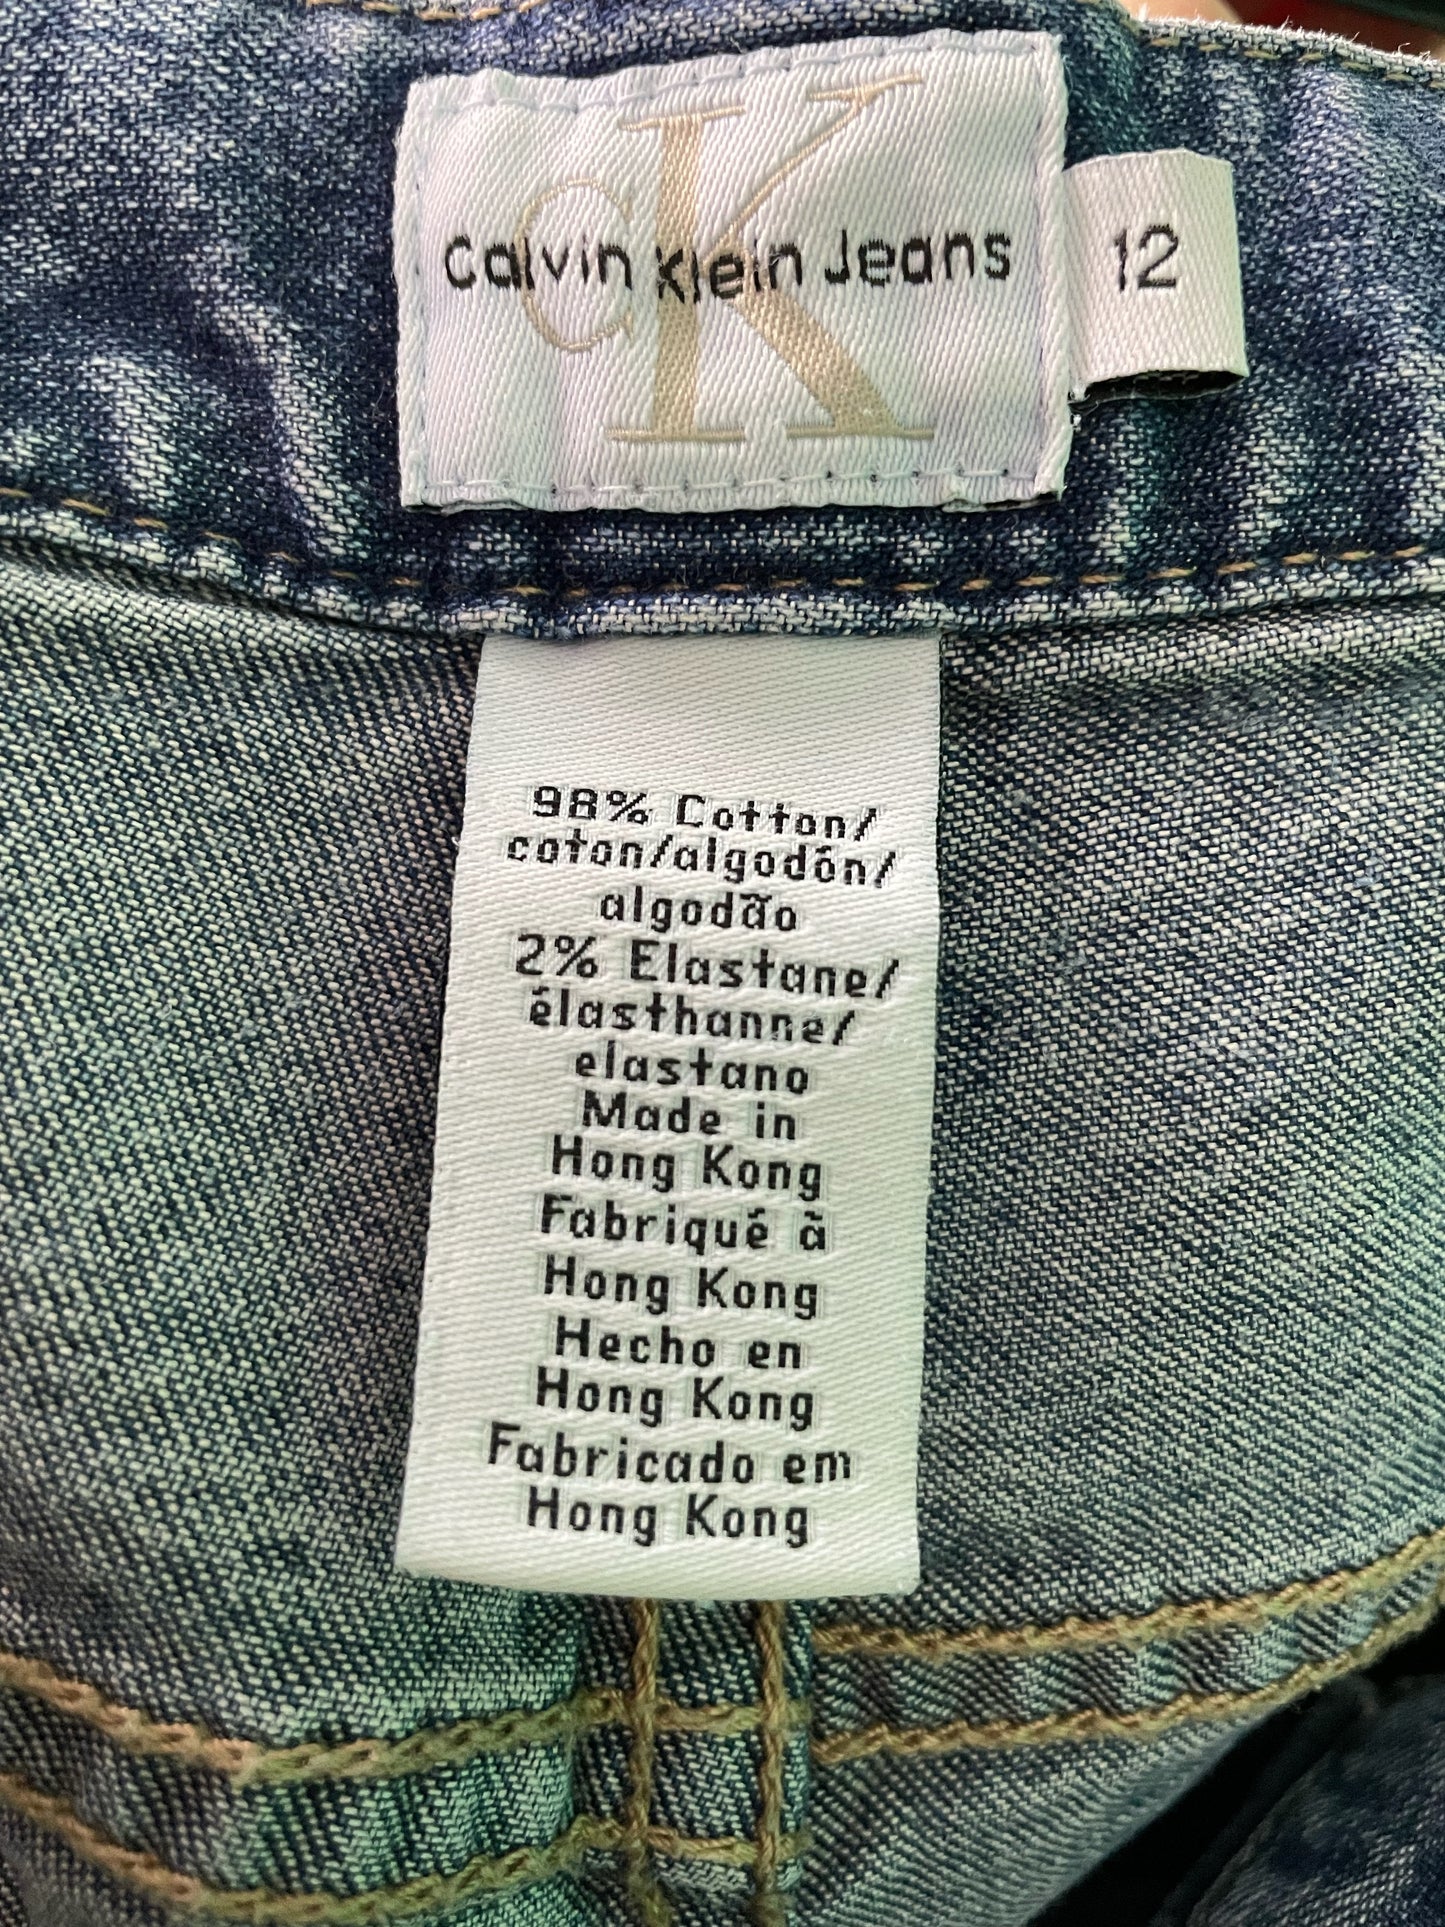 CK
Calvin Klein Jeans
12
98% Cotton/
coton/algodón/
algodão
2% Elastane/
élasthanne/
elastano
Made in
Hong Kong
Fabriqué à
Hong Kong
Hecho en
Hong Kong
Fabricado em
Hong Kong